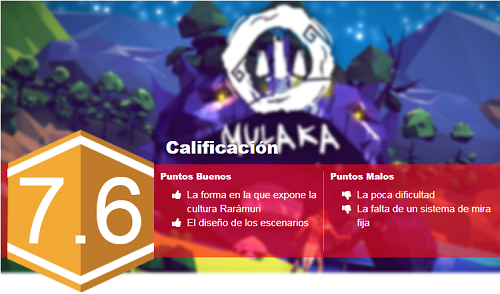 MULAKA
Calificación
7.6
Puntos Buenos
La forma en la que expone la
cultura Rarámuri
El diseño de los escenarios
Puntos Malos
La poca dificultad
La falta de un sistema de mira
fija